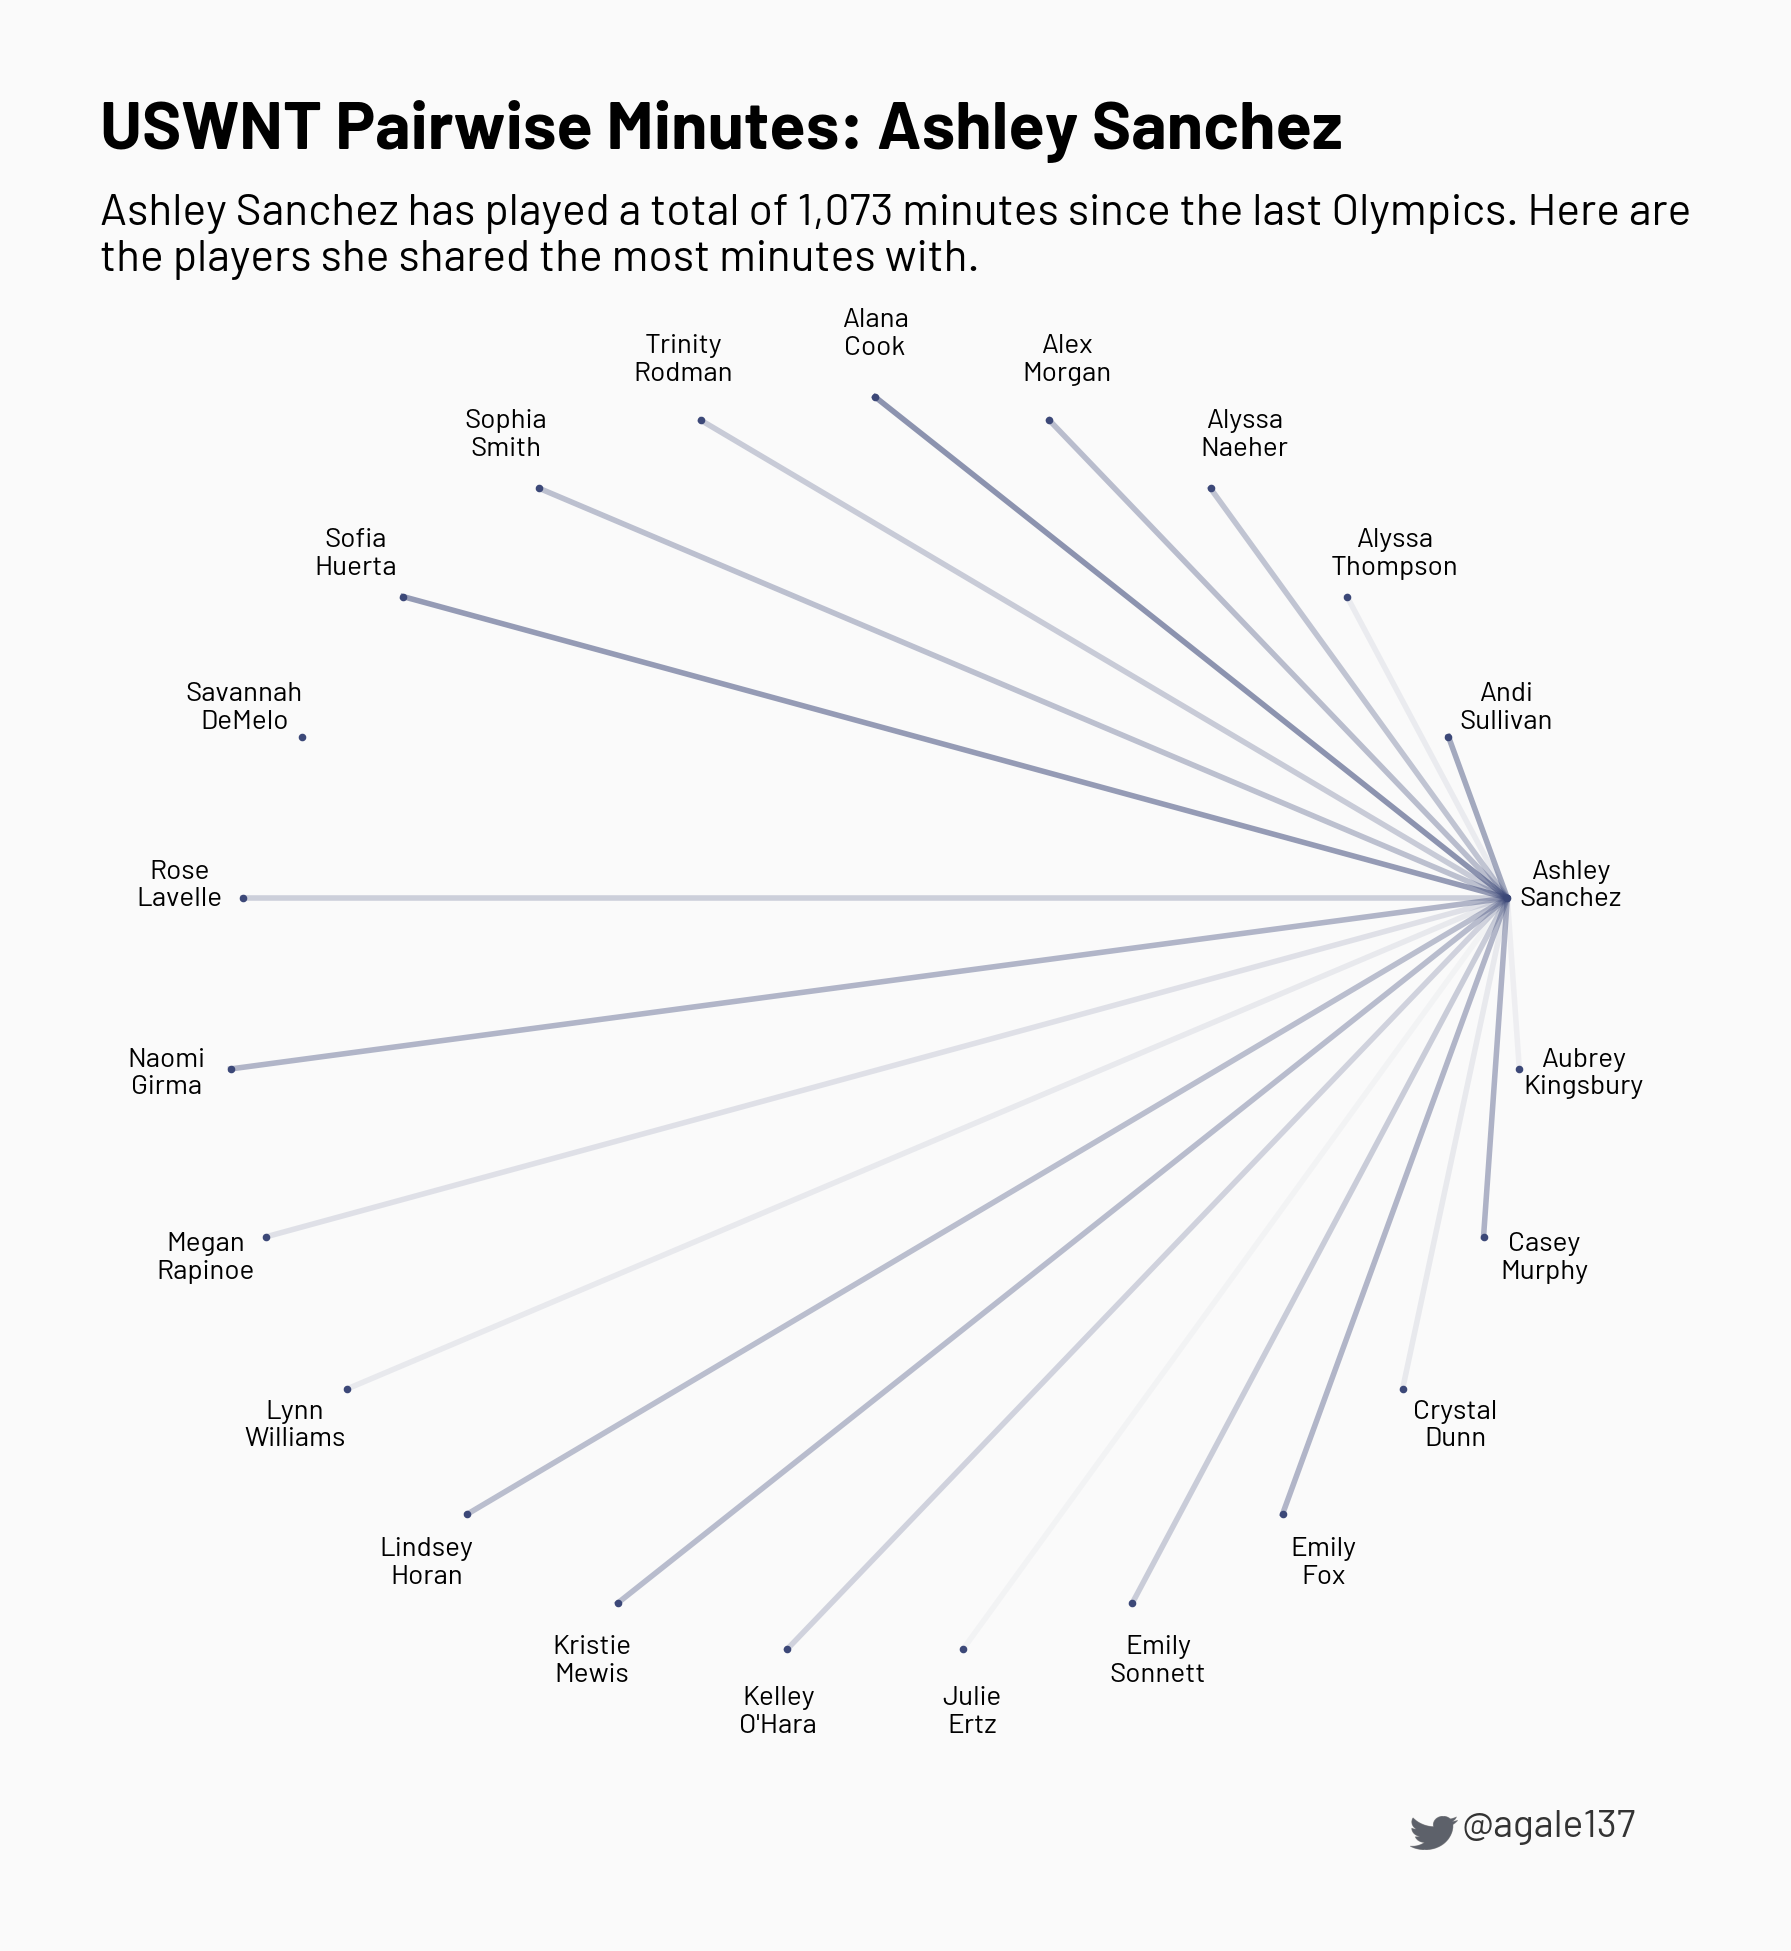 USWNT Pairwise Minutes: Ashley Sanchez
Ashley Sanchez has played a total of 1,073 minutes since the last Olympics. Here are
the players she shared the most minutes with.
Alana
Cook
Trinity
Rodman
Alex
Morgan
Sophia
Smith
Alyssa
Naeher
Sofia
Huerta
Alyssa
Thompson
Savannah
DeMelo
Andi
Sullivan
Rose
Lavelle
Ashley
Sanchez
Naomi
Girma
Aubrey
Kingsbury
Megan
Rapinoe
Casey
Murphy
Lynn
Williams
Crystal
Dunn
Lindsey
Horan
Emily
Fox
Kristie
Mewis
Emily
Sonnett
Kelley
O'Hara
Julie
Ertz
@agale137